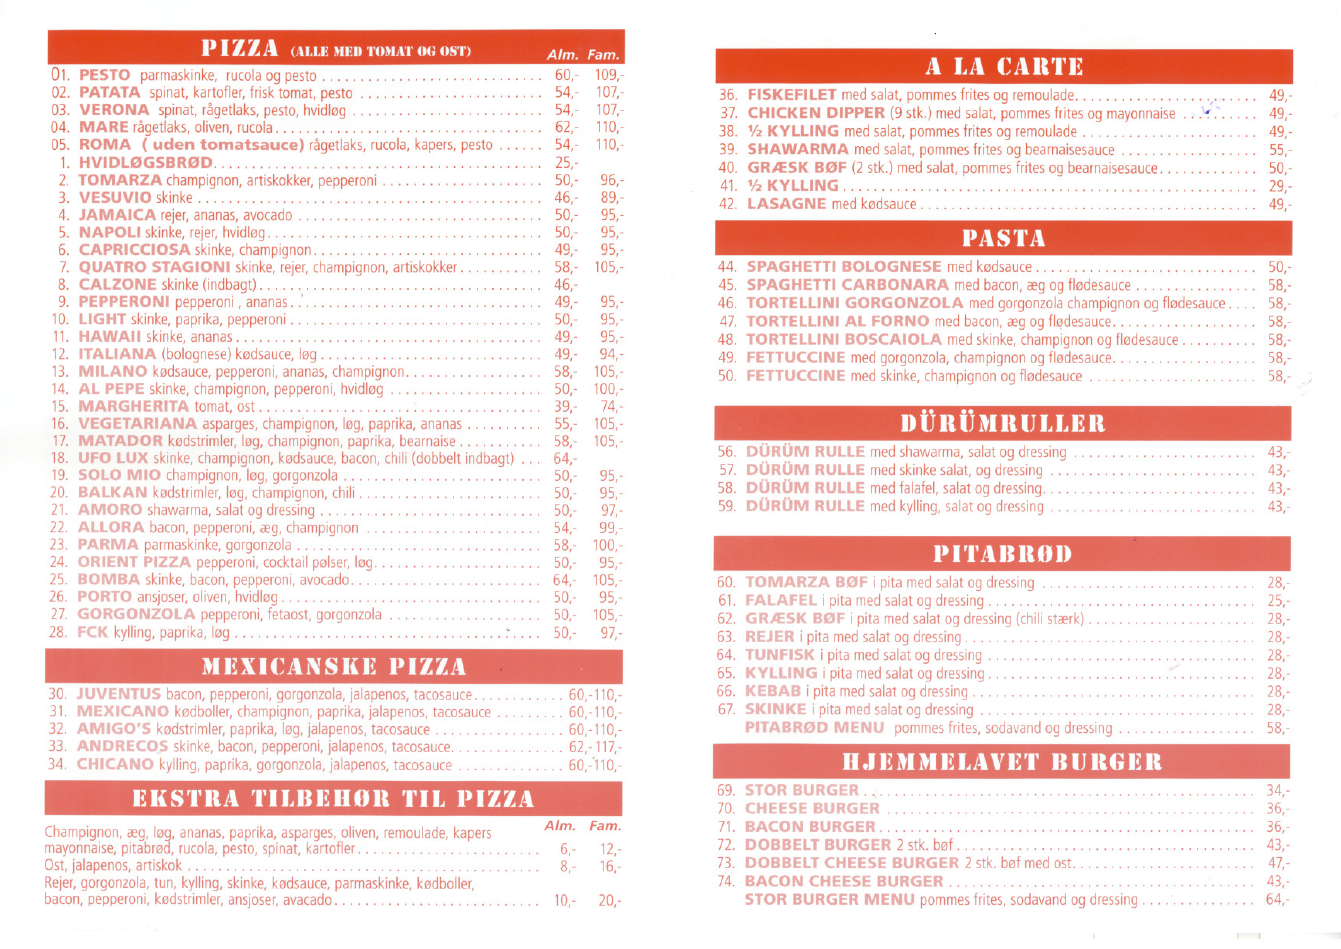 PIZZA (ALLE MED TOMAT OG OST) Alm. Fam.
01. PESTO parmaskinke, rucola og pesto 60,- 109,-
02. PATATA spinat, kartofler, frisk tomat, pesto 54,- 107,-
03. VERONA spinat, rågetlaks, pesto, hvidløg 54,- 107,-
04. MARE rågetlaks, oliven, rucola 62,- 110,-
05. ROMA ( uden tomatsauce) rågetlaks, rucola, kapers, pesto 54,- 110,-
1. HVIDLØGSBRØD 25,-
2. TOMARZA champignon, artiskokker, pepperoni 50,- 96,-
3. VESUVIO skinke 46,- 89,-
4. JAMAICA rejer, ananas, avocado 50,- 95,-
5. NAPOLI skinke, rejer, hvidløg 50,- 95,-
6. CAPRICCIOSA skinke, champignon 49,- 95,-
7. QUATRO STAGIONI skinke, rejer, champignon, artiskokker 58,- 105,-
8. CALZONE skinke (indbagt) 46,-
9. PEPPERONI pepperoni , ananas 49,- 95,-
10. LIGHT skinke, paprika, pepperoni 50,- 95,-
11. HAWAII skinke, ananas 49,- 95,-
12. ITALIANA (bolognese) kødsauce, løg 49,- 94,-
13. MILANO kødsauce, pepperoni, ananas, champignon 58,- 105,-
14. AL PEPE skinke, champignon, pepperoni, hvidløg 50,- 100,-
15. MARGHERITA tomat, ost 39,- 74,-
16. VEGETARIANA asparges, champignon, løg, paprika, ananas 55,- 105,-
17. MATADOR kødstrimler, løg, champignon, paprika, bearnaise 58,- 105,-
18. UFO LUX skinke, champignon, kødsauce, bacon, chili (dobbelt indbagt) 64,-
19. SOLO MIO champignon, løg, gorgonzola 50,- 95,-
20. BALKAN kødstrimler, løg, champignon, chili 50,- 95,-
21. AMORO shawarma, salat og dressing 50,- 97,-
22. ALLORA bacon, pepperoni, æg, champignon 54,- 99,-
23. PARMA parmaskinke, gorgonzola 58,- 100,-
24. ORIENT PIZZA pepperoni, cocktail pølser, løg 50,- 95,-
25. BOMBA skinke, bacon, pepperoni, avocado 64,- 105,-
26. PORTO ansjoser, oliven, hvidløg 50,- 95,-
27. GORGONZOLA pepperoni, fetaost, gorgonzola 50,- 105,-
28. FCK kylling, paprika, løg 50,- 97,-
MEXICANSKE PIZZA
30. JUVENTUS bacon, pepperoni, gorgonzola, jalapenos, tacosauce 60,-110,-
31. MEXICANO kødboller, champignon, paprika, jalapenos, tacosauce 60,-110,-
32. AMIGO'S kødstrimler, paprika, løg, jalapenos, tacosauce 60,-110,-
33. ANDRECOS skinke, bacon, pepperoni, jalapenos, tacosauce 62,-117,-
34. CHICANO kylling, paprika, gorgonzola, jalapenos, tacosauce 60,-110,-
EKSTRA TILBEHØR TIL PIZZA
Alm. Fam.
Champignon, æg, løg, ananas, paprika, asparges, oliven, remoulade, kapers
mayonnaise, pitabrød, rucola, pesto, spinat, kartofler 6,- 12,-
Ost, jalapenos, artiskok 8,- 16,-
Rejer, gorgonzola, tun, kylling, skinke, kødsauce, parmaskinke, kødboller,
bacon, pepperoni, kødstrimler, ansjoser, avacado 10,- 20,-
A LA CARTE
36. FISKEFILET med salat, pommes frites og remoulade 49,-
37. CHICKEN DIPPER (9 stk.) med salat, pommes frites og mayonnaise 49,-
38. ½ KYLLING med salat, pommes frites og remoulade 49,-
39. SHAWARMA med salat, pommes frites og bearnaisesauce 55,-
40. GRÆSK BØF (2 stk.) med salat, pommes frites og bearnaisesauce 50,-
41. ½ KYLLING 29,-
42. LASAGNE med kødsauce 49,-
PASTA
44. SPAGHETTI BOLOGNESE med kødsauce 50,-
45. SPAGHETTI CARBONARA med bacon, æg og flødesauce 58,-
46. TORTELLINI GORGONZOLA med gorgonzola champignon og flødesauce 58,-
47. TORTELLINI AL FORNO med bacon, æg og flødesauce 58,-
48. TORTELLINI BOSCAIOLA med skinke, champignon og flødesauce 58,-
49. FETTUCCINE med gorgonzola, champignon og flødesauce 58,-
50. FETTUCCINE med skinke, champignon og flødesauce 58,-
DÜRÜMRULLER
56. DÜRÜM RULLE med shawarma, salat og dressing 43,-
57. DÜRÜM RULLE med skinke salat, og dressing 43,-
58. DÜRÜM RULLE med falafel, salat og dressing 43,-
59. DÜRÜM RULLE med kylling, salat og dressing 43,-
PITABRØD
60. TOMARZA BØF i pita med salat og dressing 28,-
61. FALAFEL i pita med salat og dressing 25,-
62. GRÆSK BØF i pita med salat og dressing (chili stærk) 28,-
63. REJER i pita med salat og dressing 28,-
64. TUNFISK i pita med salat og dressing 28,-
65. KYLLING i pita med salat og dressing 28,-
66. KEBAB i pita med salat og dressing 28,-
67. SKINKE i pita med salat og dressing 28,-
PITABRØD MENU pommes frites, sodavand og dressing 58,-
HJEMMELAVET BURGER
69. STOR BURGER 34,-
70. CHEESE BURGER 36,-
71. BACON BURGER 36,-
72. DOBBELT BURGER 2 stk. bøf 43,-
73. DOBBELT CHEESE BURGER 2 stk. bøf med ost 47,-
74. BACON CHEESE BURGER 43,-
STOR BURGER MENU pommes frites, sodavand og dressing 64,-